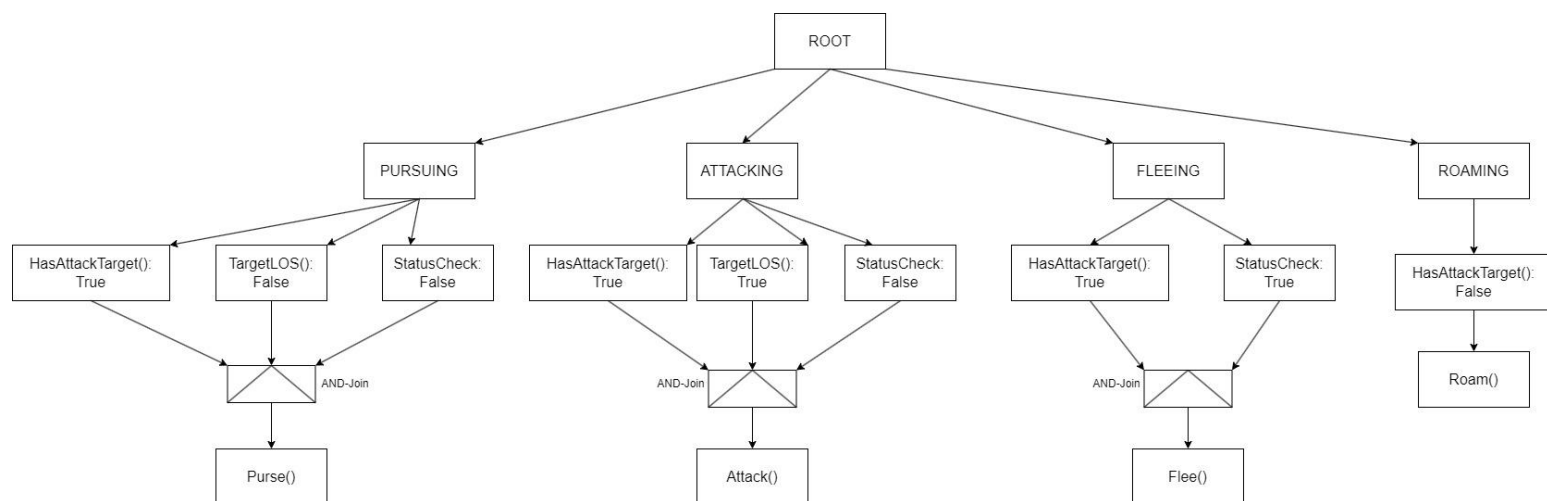 ROOT
PURSUING
ATTACKING
FLEEING
ROAMING
HasAttackTarget():
True
TargetLOS():
False
StatusCheck:
False
HasAttackTarget():
True
TargetLOS():
True
StatusCheck:
False
HasAttackTarget():
True
StatusCheck:
True
HasAttackTarget():
False
AND-Join
AND-Join
AND-Join
Roam()
Purse()
Attack()
Flee()